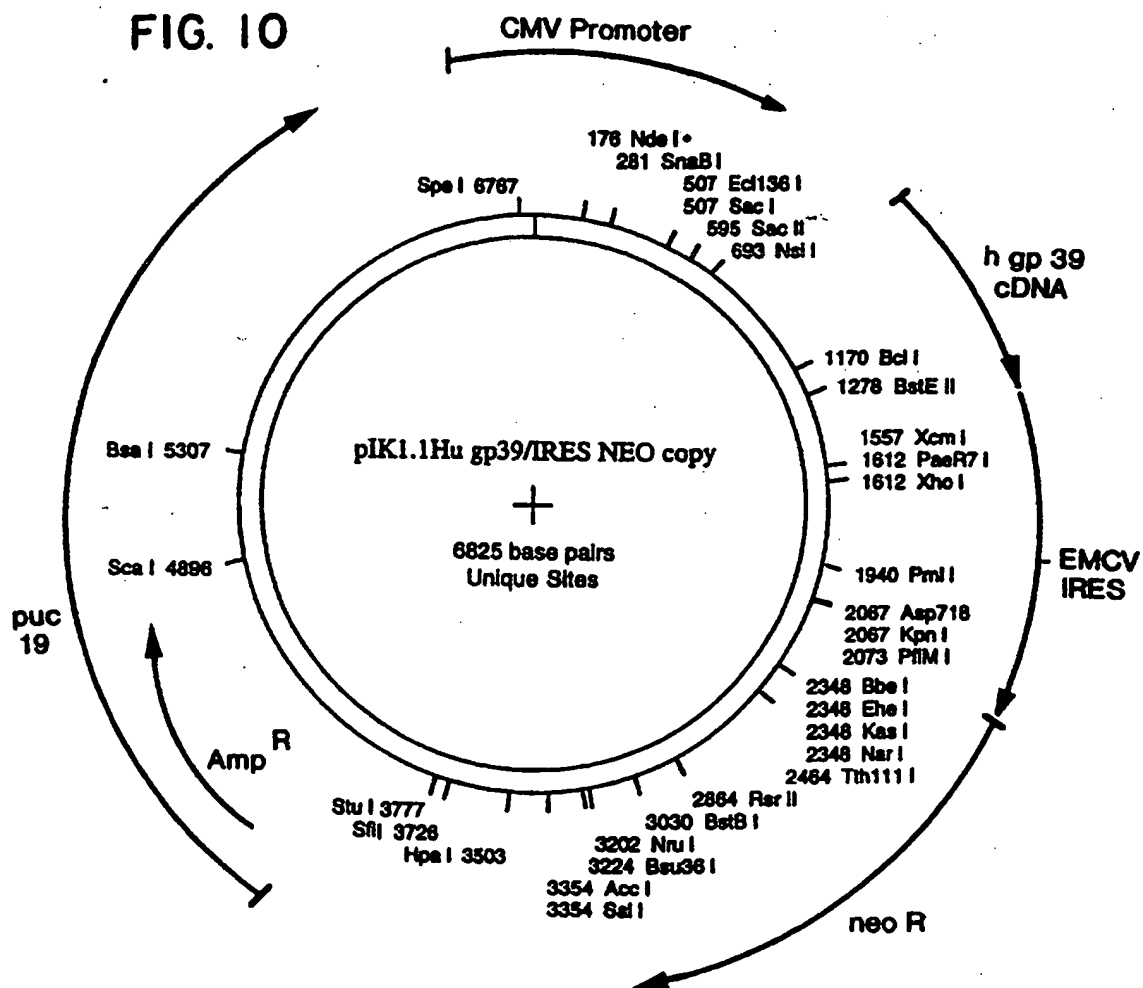 FIG. 10
CMV Promoter
176 Nde I •
281 SnaB I
507 Ecl136 I
507 Sac I
595 Sac II
693 Nsi I
Spe I 6767
h gp 39
cDNA
1170 Bcl I
1278 BstE II
1557 Xcm I
1612 PaeR7 I
1612 Xho I
Bsa I 5307
pIK1.1Hu gp39/IRES NEO copy
6825 base pairs
Unique Sites
Sca I 4896
EMCV
IRES
1940 Pml I
2067 Asp718
2067 Kpn I
2073 PflM I
puc
19
2348 Bbe I
2348 Ehe I
2348 Kas I
2348 Nar I
2464 Tth111 I
Amp R
2864 Rsr II
3030 BstB I
3202 Nru I
3224 Bsu36 I
3354 Acc I
3354 Sal I
Stu I 3777
Sfi I 3726
Hpa I 3503
neo R